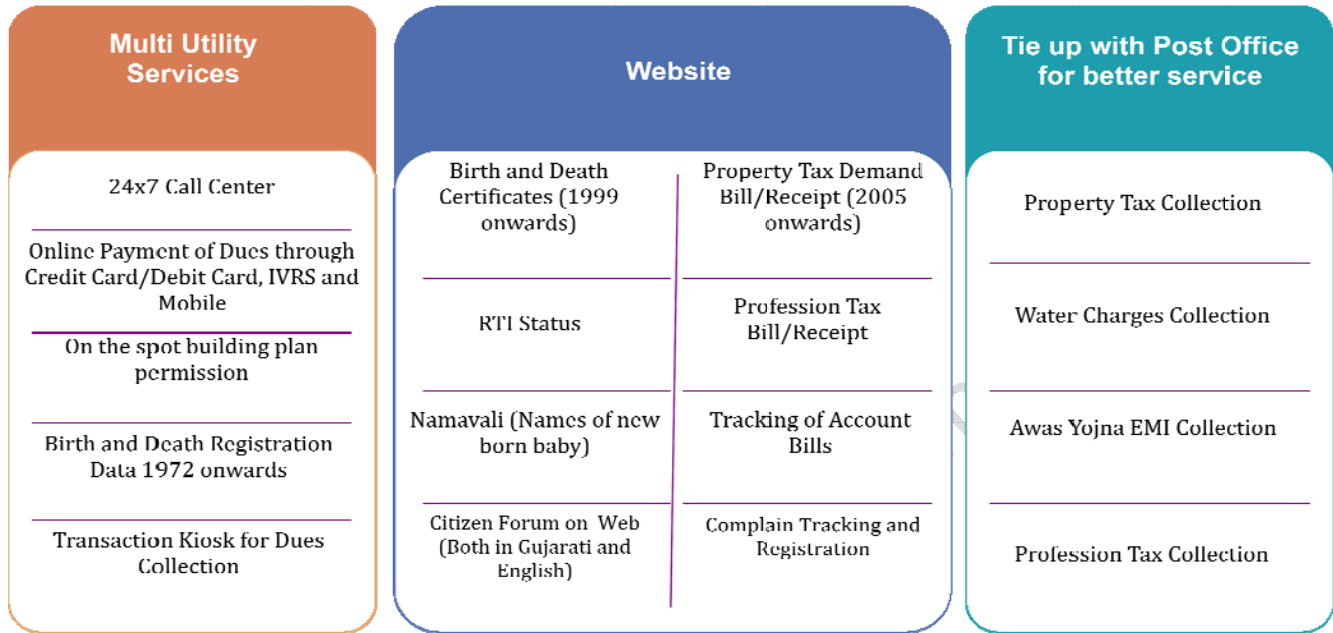 Multi Utility
Services
24x7 Call Center
Online Payment of Dues through
Credit Card/Debit Card, IVRS and
Mobile
On the spot building plan
permission
Birth and Death Registration
Data 1972 onwards
Transaction Kiosk for Dues
Collection
Website
Birth and Death
Certificates (1999
onwards)
RTI Status
Namavali (Names of new
born baby)
Citizen Forum on Web
(Both in Gujarati and
English)
Property Tax Demand
Bill/Receipt (2005
onwards)
Profession Tax
Bill/Receipt
Tracking of Account
Bills
Complain Tracking and
Registration
Tie up with Post Office
for better service
Property Tax Collection
Water Charges Collection
Awas Yojna EMI Collection
Profession Tax Collection